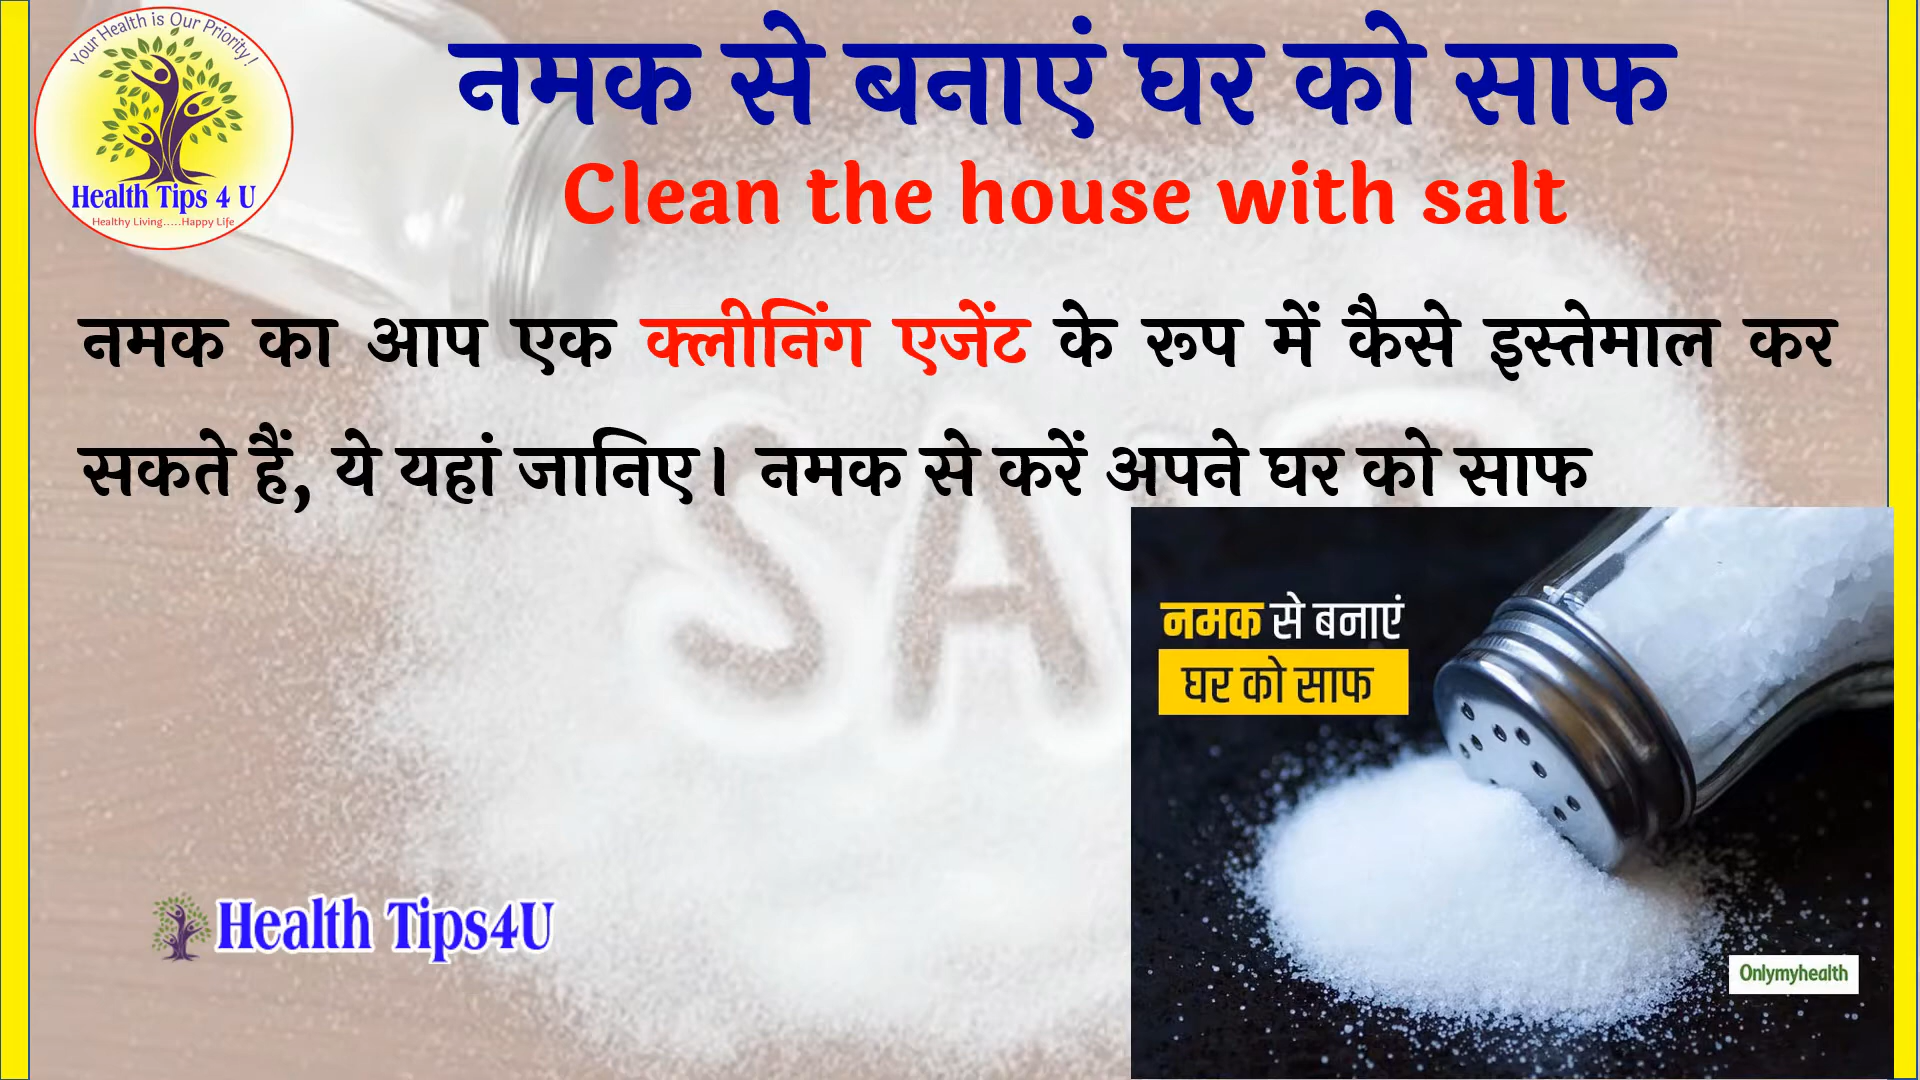 Your Health is Our Priority!
Health Tips 4 U
Healthy Living.....Happy Life
नमक से बनाएं घर को साफ
Clean the house with salt
नमक का आप एक क्लीनिंग एजेंट के रूप में कैसे इस्तेमाल कर
सकते हैं, ये यहां जानिए। नमक से करें अपने घर को साफ
SA
नमक से बनाएं
घर को साफ
Health Tips4U
Onlymyhealth